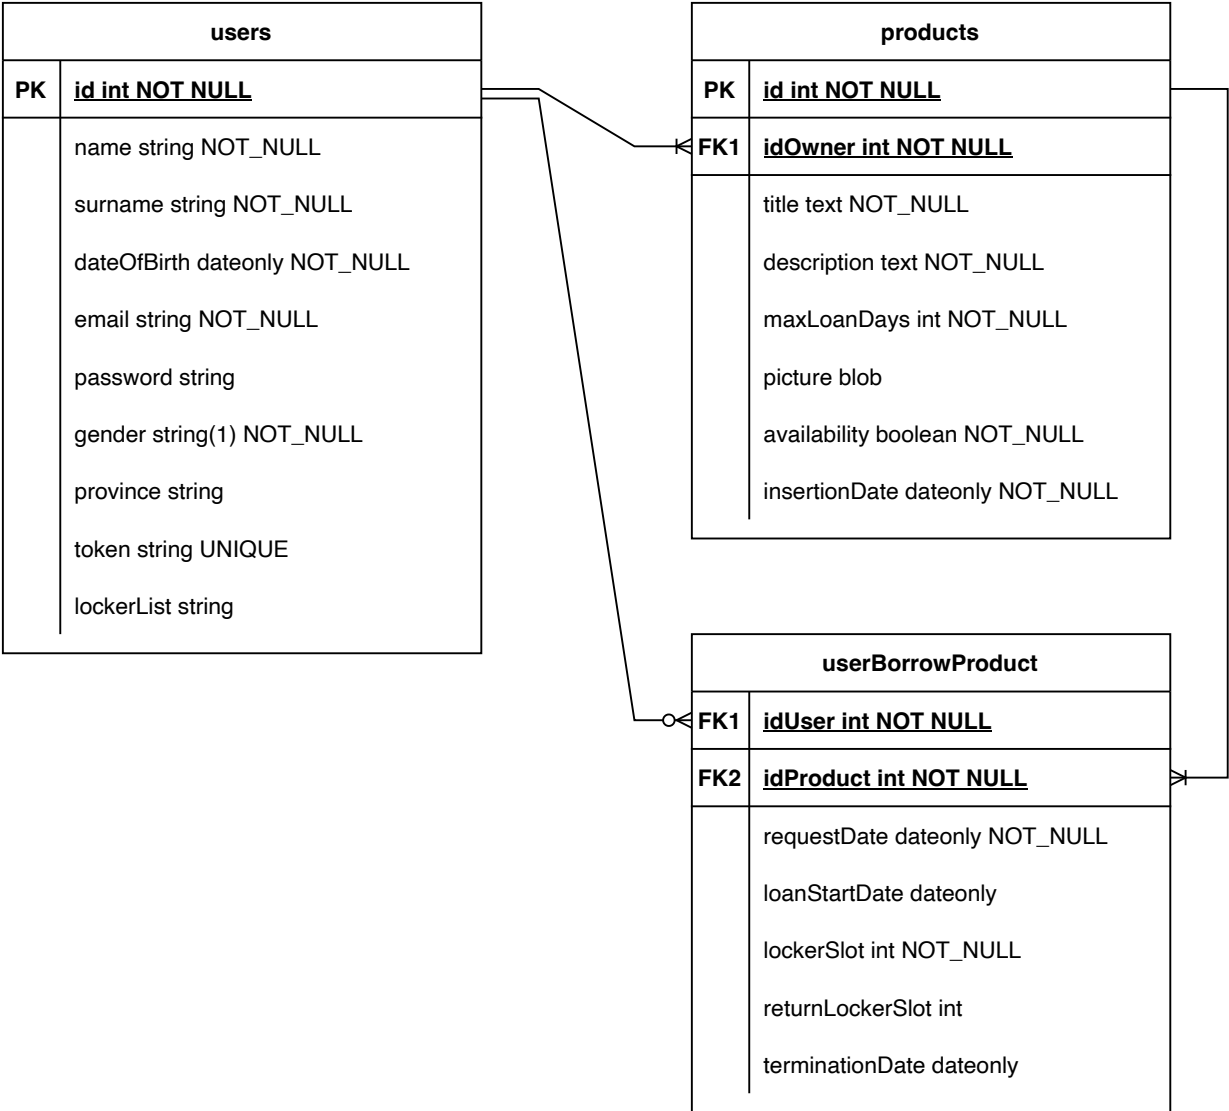 users
PK id int NOT NULL
name string NOT_NULL
surname string NOT_NULL
dateOfBirth dateonly NOT_NULL
email string NOT_NULL
password string
gender string(1) NOT_NULL
province string
token string UNIQUE
lockerList string
products
PK id int NOT NULL
FK1 idOwner int NOT NULL
title text NOT_NULL
description text NOT_NULL
maxLoanDays int NOT_NULL
picture blob
availability boolean NOT_NULL
insertionDate dateonly NOT_NULL
userBorrowProduct
FK1 idUser int NOT NULL
FK2 idProduct int NOT NULL
requestDate dateonly NOT_NULL
loanStartDate dateonly
lockerSlot int NOT_NULL
returnLockerSlot int
terminationDate dateonly